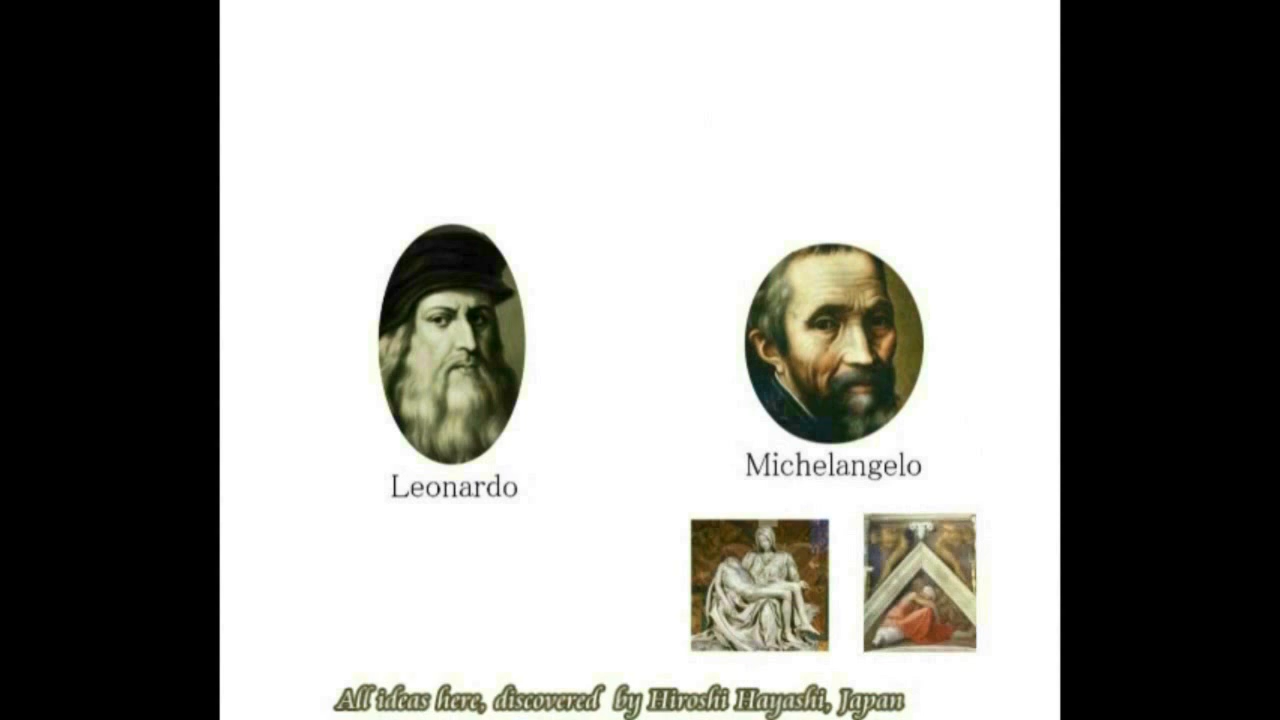 Leonardo
Michelangelo
All ideas here, discovered by Hiroshi Hayashi, Japan